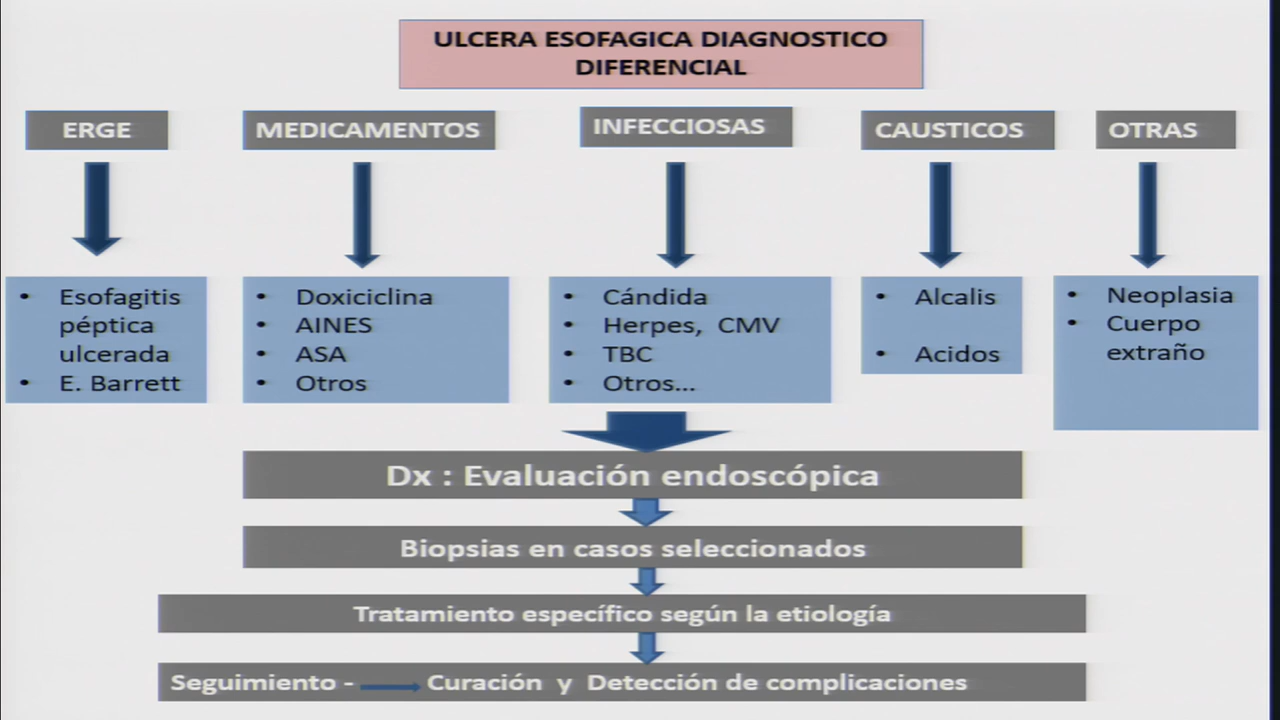 ULCERA ESOFAGICA DIAGNOSTICO
DIFERENCIAL
ERGE
MEDICAMENTOS
INFECCIOSAS
CAUSTICOS
OTRAS
• Esofagitis
péptica
ulcerada
• E. Barrett
• Doxiciclina
• AINES
• ASA
• Otros
• Cándida
• Herpes, CMV
• TBC
• Otros...
• Alcalis
• Acidos
• Neoplasia
• Cuerpo
extraño
Dx : Evaluación endoscópica
Biopsias en casos seleccionados
Tratamiento específico según la etiología
Seguimiento - Curación y Detección de complicaciones